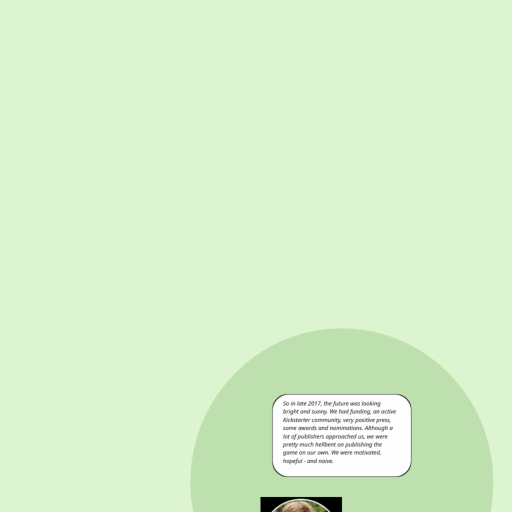 So in late 2017, the future was looking
bright and sunny. We had funding, an active
Kickstarter community, very positive press,
some awards and nominations. Although a
lot of publishers approached us, we were
pretty much hellbent on publishing the
game on our own. We were motivated,
hopeful - and naive.